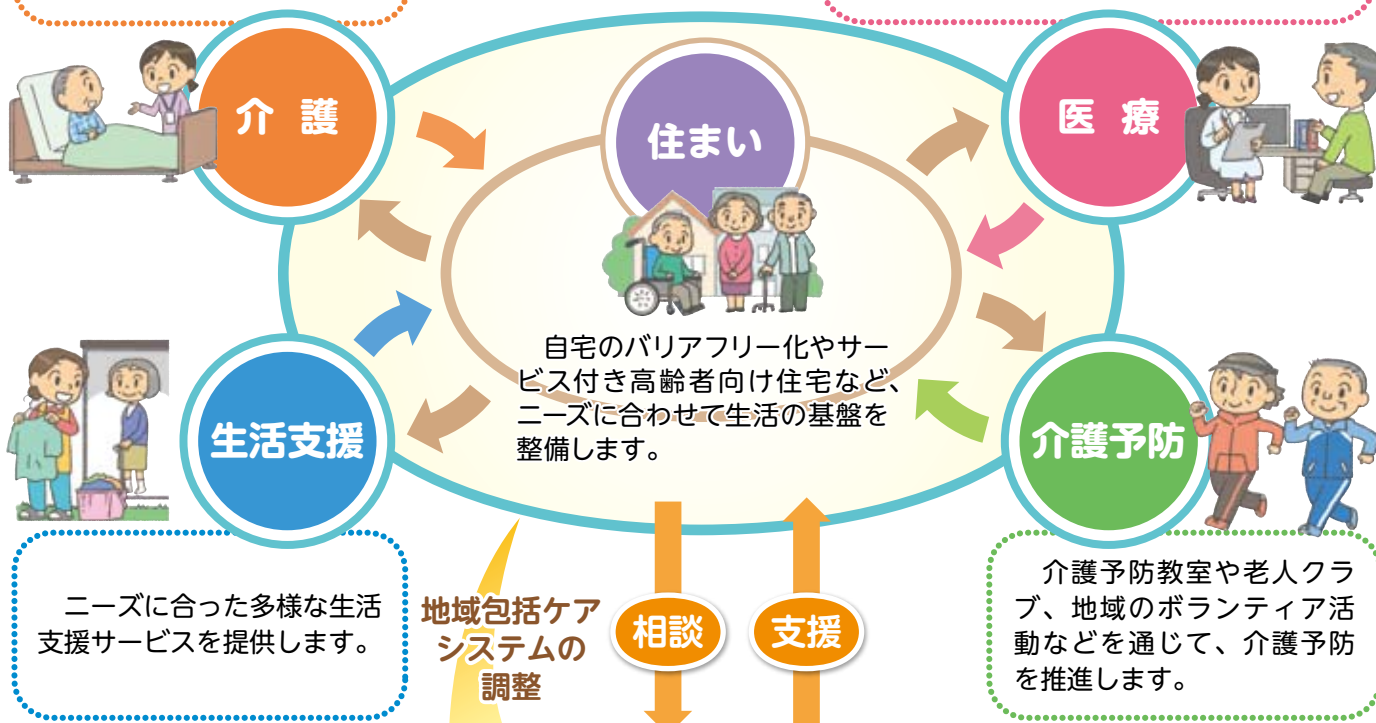 介護
住まい
医療
自宅のバリアフリー化やサー
ビス付き高齢者向け住宅など、
ニーズに合わせて生活の基盤を
整備します。
生活支援
介護予防
ニーズに合った多様な生活
支援サービスを提供します。
地域包括ケア
システムの
調整
相談
支援
介護予防教室や老人クラ
ブ、地域のボランティア活
動などを通じて、介護予防
を推進します。